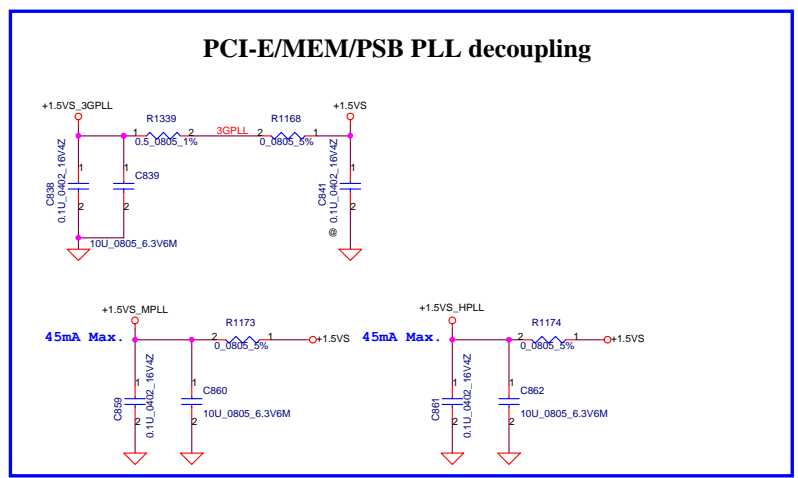 PCI-E/MEM/PSB PLL decoupling
+1.5VS_3GPLL
+1.5VS
R1339
R1168
1
2
3GPLL
2
1
0.5_0805_1%
0_0805_5%
1
1
1
C838
0.1U_0402_16V4Z
C839
C841
0.1U_0402_16V4Z
2
2
2
@
10U_0805_6.3V6M
+1.5VS_MPLL
+1.5VS_HPLL
45mA Max.
R1173
2
1
+1.5VS
0_0805_5%
45mA Max.
R1174
2
1
+1.5VS
0_0805_5%
1
1
C859
0.1U_0402_16V4Z
C860
10U_0805_6.3V6M
2
2
1
1
C861
0.1U_0402_16V4Z
C862
10U_0805_6.3V6M
2
2